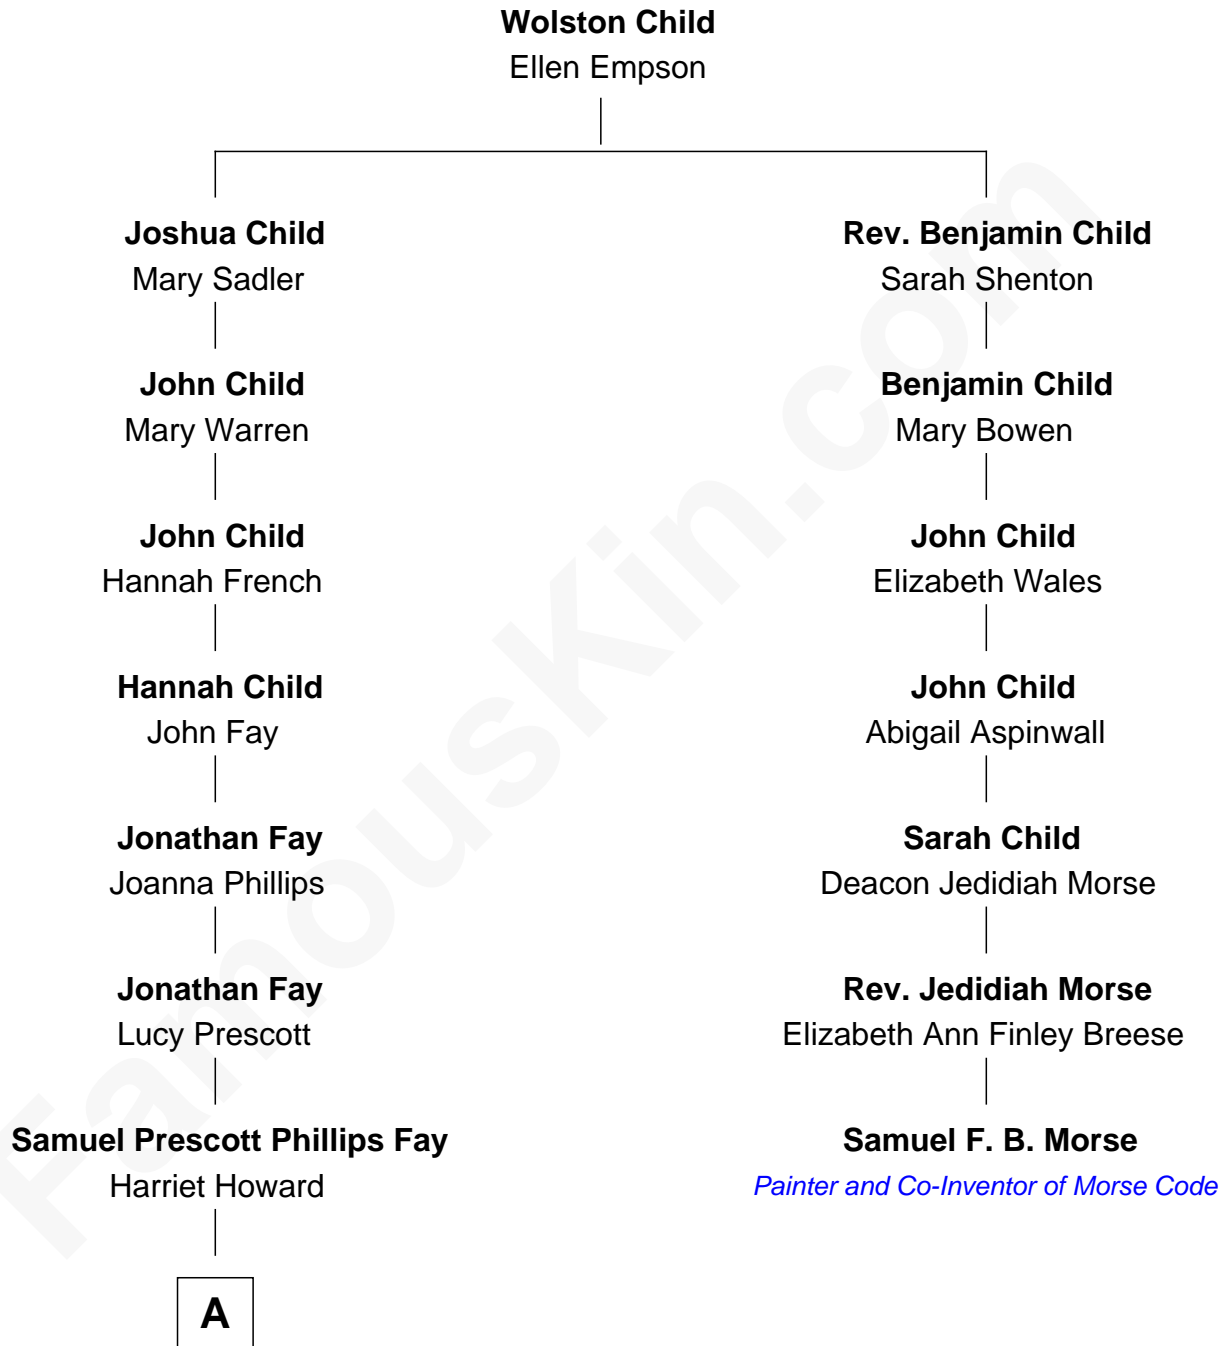 Wolston Child
Ellen Empson
Joshua Child
Mary Sadler
Rev. Benjamin Child
Sarah Shenton
John Child
Mary Warren
Benjamin Child
Mary Bowen
John Child
Hannah French
John Child
Elizabeth Wales
Hannah Child
John Fay
John Child
Abigail Aspinwall
Jonathan Fay
Joanna Phillips
Sarah Child
Deacon Jedidiah Morse
Jonathan Fay
Lucy Prescott
Rev. Jedidiah Morse
Elizabeth Ann Finley Breese
Samuel Prescott Phillips Fay
Harriet Howard
Samuel F. B. Morse
Painter and Co-Inventor of Morse Code
A
FamousKin.com